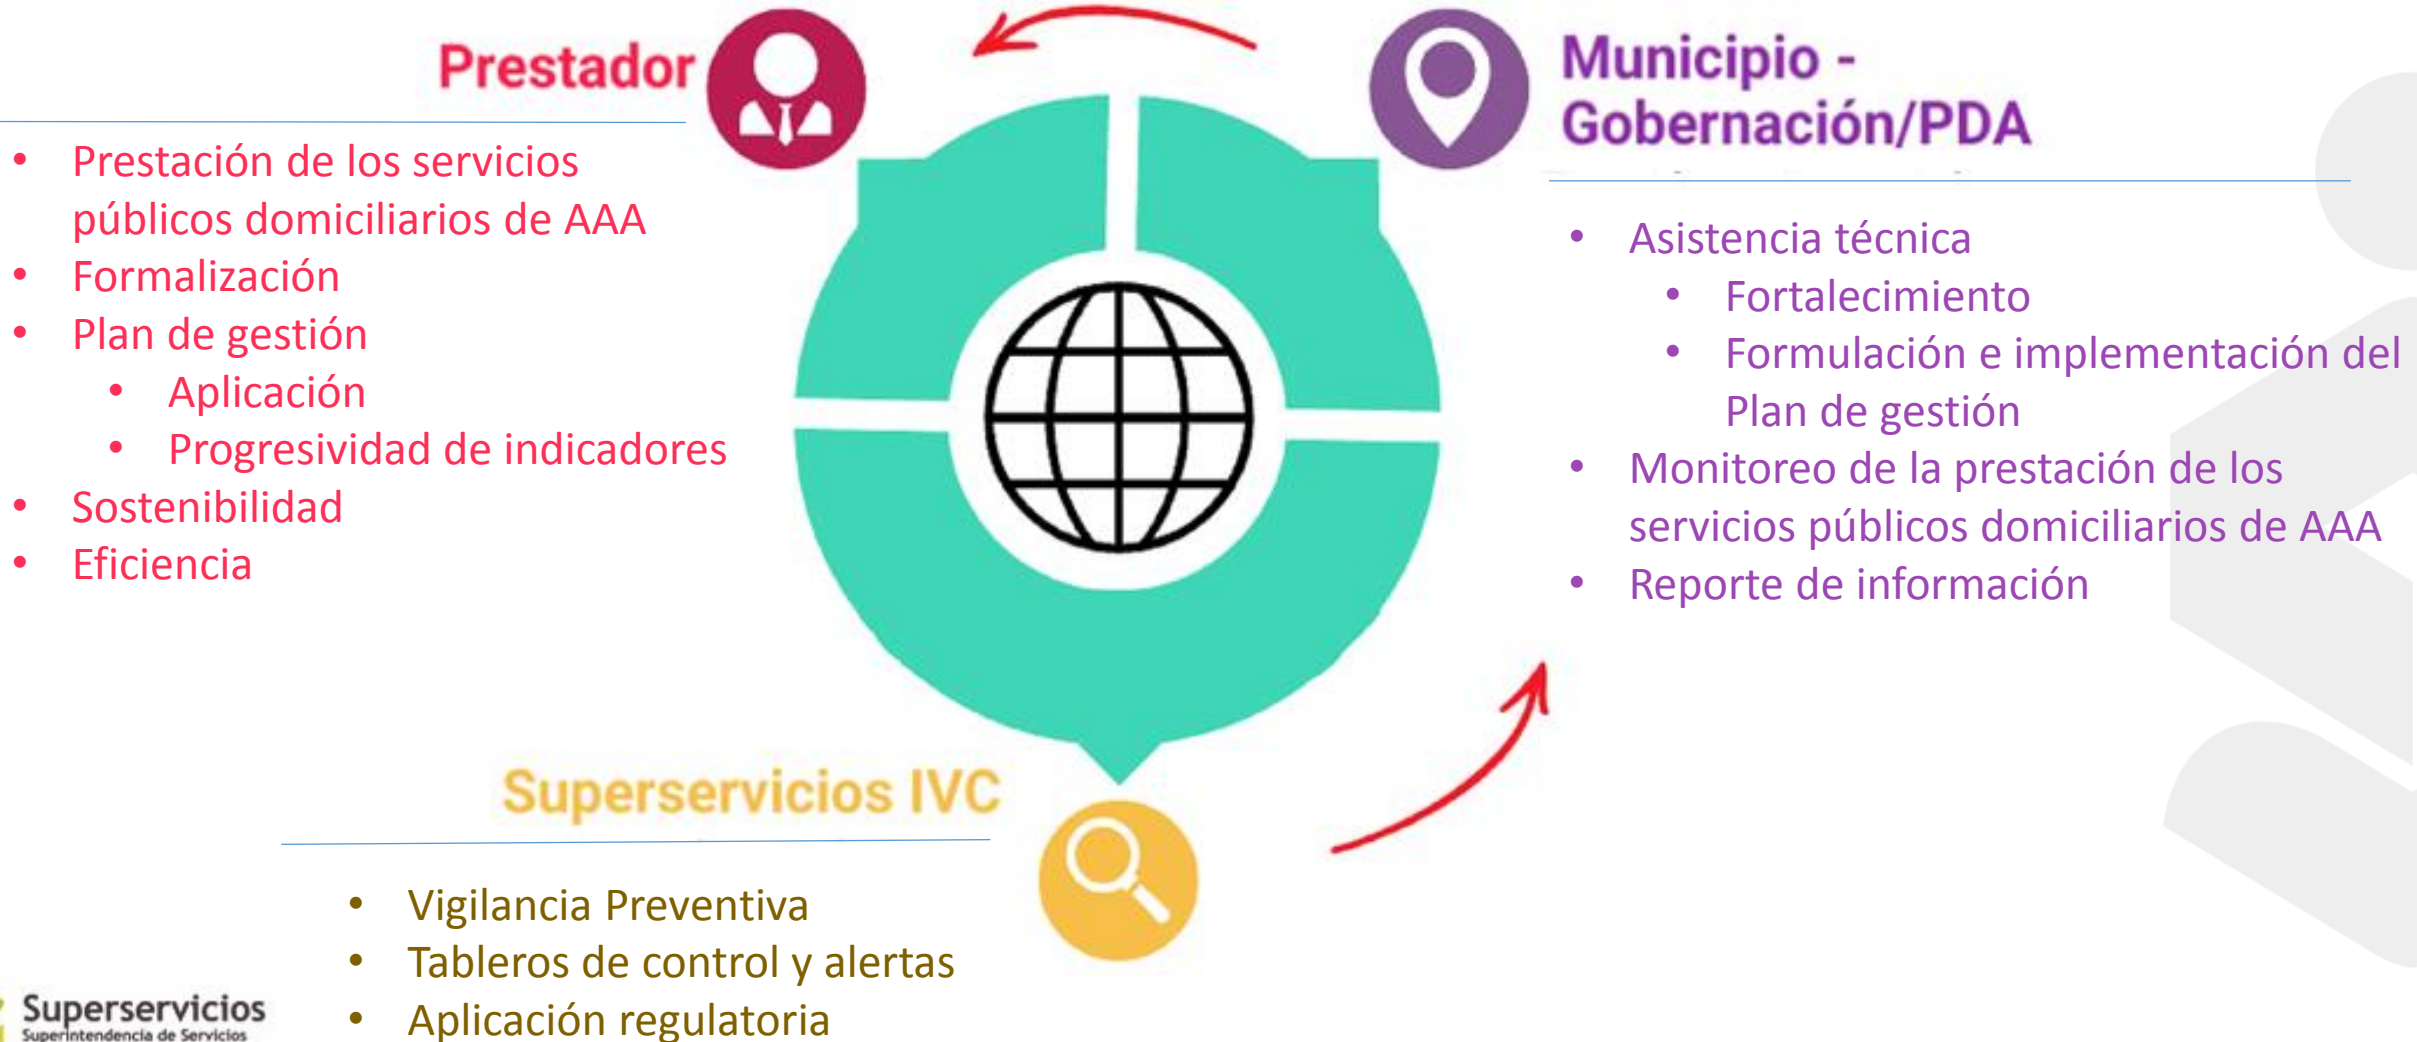 Prestador
• Prestación de los servicios
públicos domiciliarios de AAA
• Formalización
• Plan de gestión
• Aplicación
• Progresividad de indicadores
• Sostenibilidad
• Eficiencia
Municipio -
Gobernación/PDA
• Asistencia técnica
• Fortalecimiento
• Formulación e implementación del
Plan de gestión
• Monitoreo de la prestación de los
servicios públicos domiciliarios de AAA
• Reporte de información
Superservicios IVC
• Vigilancia Preventiva
• Tableros de control y alertas
• Aplicación regulatoria
Superservicios
Superintendencia de Servicios